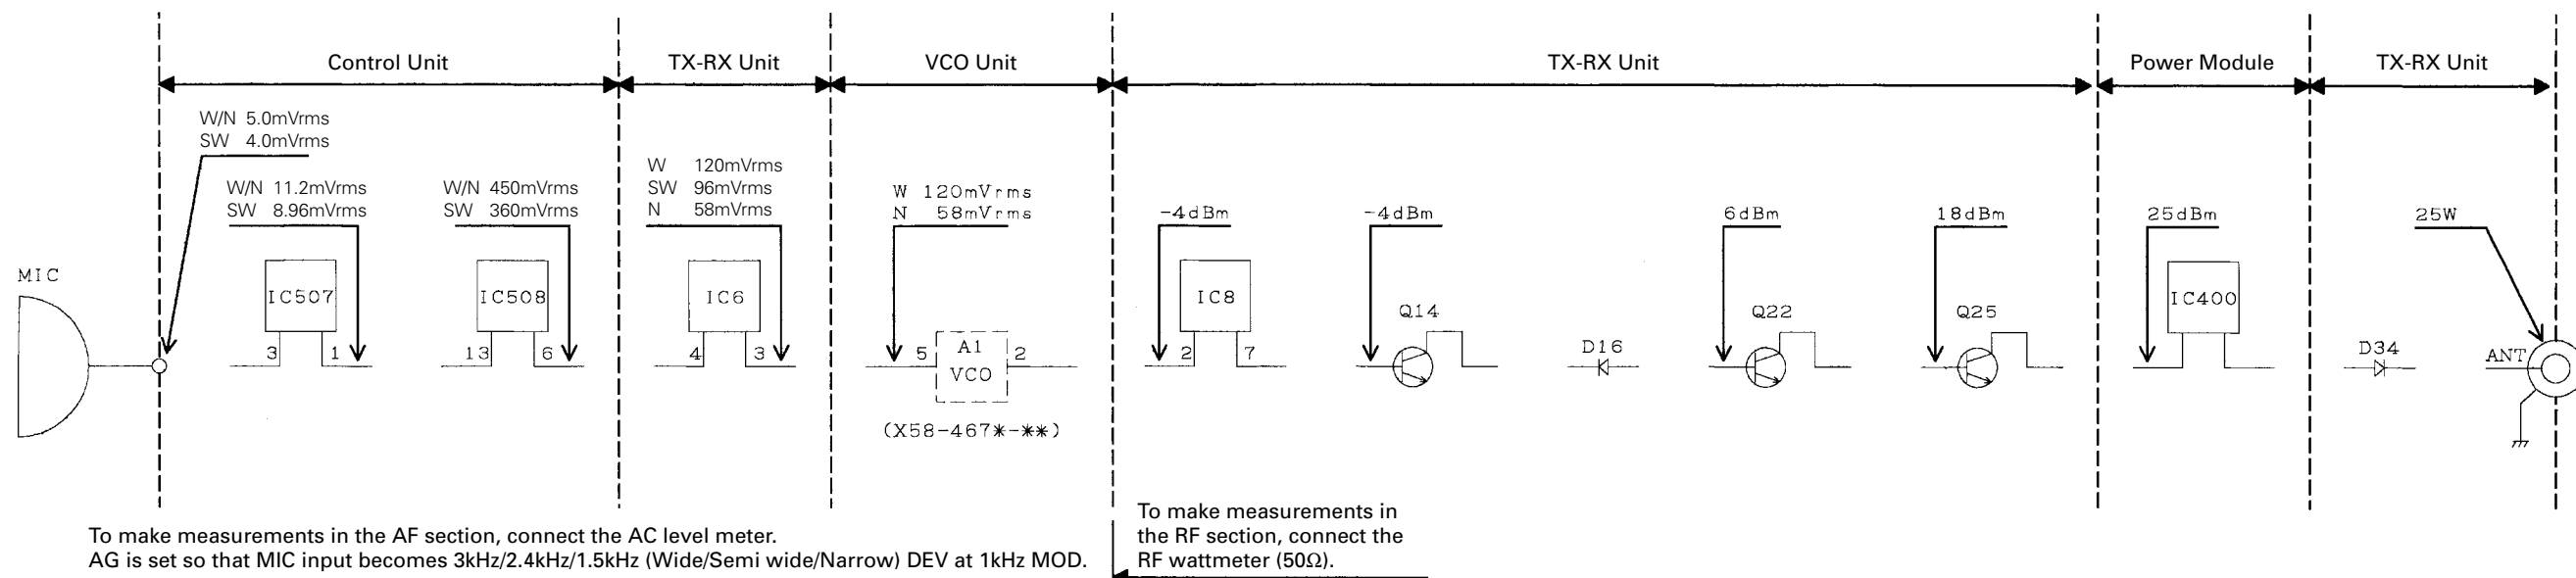 Control Unit
TX-RX Unit
VCO Unit
TX-RX Unit
Power Module
TX-RX Unit
W/N 5.0mVrms
SW 4.0mVrms
W/N 11.2mVrms
SW 8.96mVrms
W/N 450mVrms
SW 360mVrms
W 120mVrms
SW 96mVrms
N 58mVrms
W 120mVrms
N 58mVrms
-4dBm
-4dBm
6dBm
18dBm
25dBm
25W
MIC
IC507
3 1
IC508
13 6
IC6
4 3
5 A1 2
VCO
(X58-467*-**)
IC8
2 7
Q14
D16
Q22
Q25
IC400
D34
ANT
To make measurements in the AF section, connect the AC level meter.
AG is set so that MIC input becomes 3kHz/2.4kHz/1.5kHz (Wide/Semi wide/Narrow) DEV at 1kHz MOD.
To make measurements in
the RF section, connect the
RF wattmeter (50Ω).